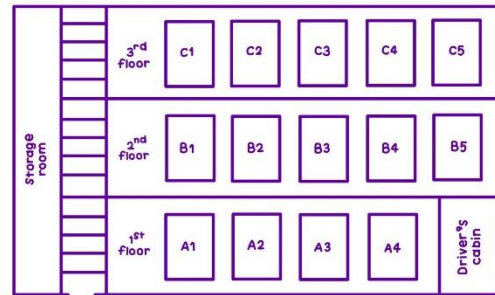 Storage
room
3rd
floor
C1
C2
C3
C4
C5
2nd
floor
B1
B2
B3
B4
B5
1st
floor
A1
A2
A3
A4
Driver's
cabin